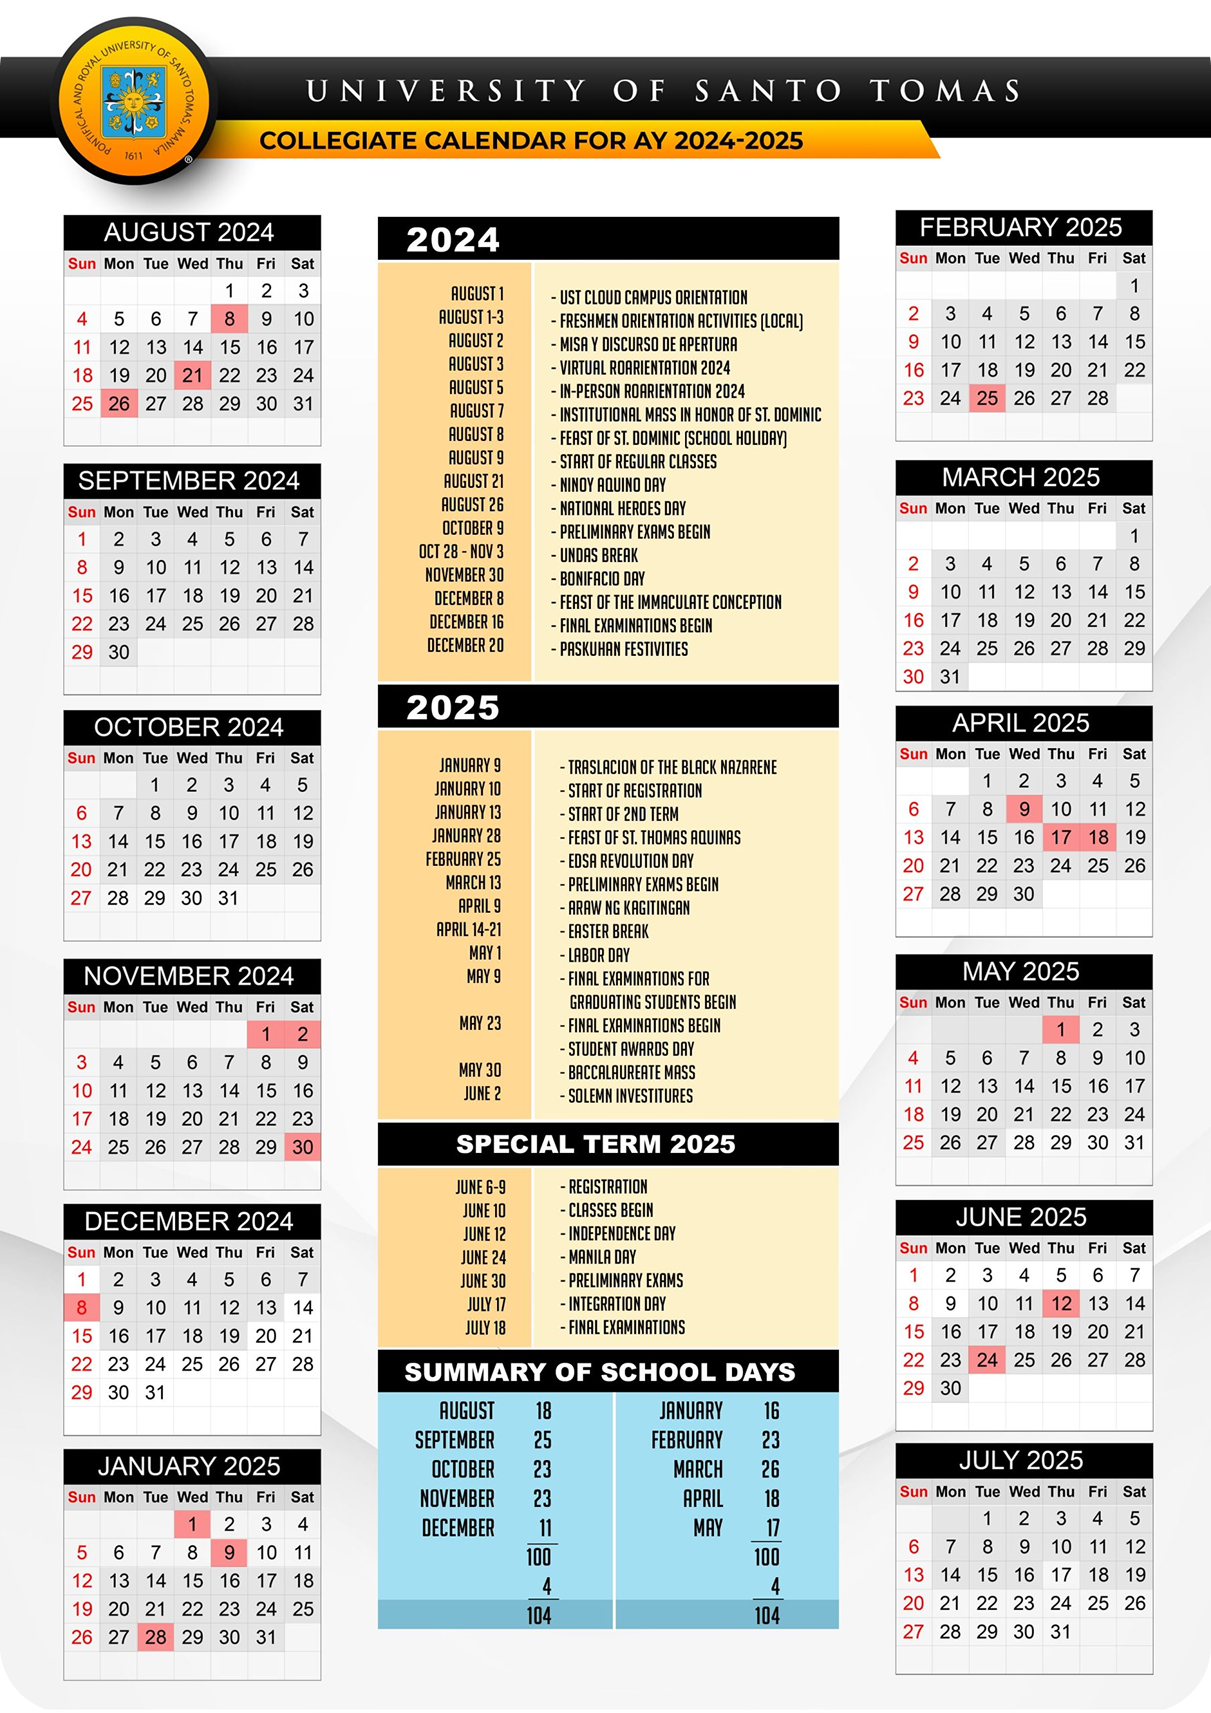 PONTIFICAL AND ROYAL UNIVERSITY OF SANTO TOMAS, MANILA
1611
®
UNIVERSITY OF SANTO TOMAS
COLLEGIATE CALENDAR FOR AY 2024-2025
AUGUST 2024
Sun Mon Tue Wed Thu Fri Sat
1 2 3
4 5 6 7 8 9 10
11 12 13 14 15 16 17
18 19 20 21 22 23 24
25 26 27 28 29 30 31
SEPTEMBER 2024
Sun Mon Tue Wed Thu Fri Sat
1 2 3 4 5 6 7
8 9 10 11 12 13 14
15 16 17 18 19 20 21
22 23 24 25 26 27 28
29 30
OCTOBER 2024
Sun Mon Tue Wed Thu Fri Sat
1 2 3 4 5
6 7 8 9 10 11 12
13 14 15 16 17 18 19
20 21 22 23 24 25 26
27 28 29 30 31
NOVEMBER 2024
Sun Mon Tue Wed Thu Fri Sat
1 2
3 4 5 6 7 8 9
10 11 12 13 14 15 16
17 18 19 20 21 22 23
24 25 26 27 28 29 30
DECEMBER 2024
Sun Mon Tue Wed Thu Fri Sat
1 2 3 4 5 6 7
8 9 10 11 12 13 14
15 16 17 18 19 20 21
22 23 24 25 26 27 28
29 30 31
JANUARY 2025
Sun Mon Tue Wed Thu Fri Sat
1 2 3 4
5 6 7 8 9 10 11
12 13 14 15 16 17 18
19 20 21 22 23 24 25
26 27 28 29 30 31
2024
AUGUST 1 - UST CLOUD CAMPUS ORIENTATION
AUGUST 1-3 - FRESHMEN ORIENTATION ACTIVITIES (LOCAL)
AUGUST 2 - MISA Y DISCURSO DE APERTURA
AUGUST 3 - VIRTUAL ROARIENTATION 2024
AUGUST 5 - IN-PERSON ROARIENTATION 2024
AUGUST 7 - INSTITUTIONAL MASS IN HONOR OF ST. DOMINIC
AUGUST 8 - FEAST OF ST. DOMINIC (SCHOOL HOLIDAY)
AUGUST 9 - START OF REGULAR CLASSES
AUGUST 21 - NINOY AQUINO DAY
AUGUST 26 - NATIONAL HEROES DAY
OCTOBER 9 - PRELIMINARY EXAMS BEGIN
OCT 28 - NOV 3 - UNDAS BREAK
NOVEMBER 30 - BONIFACIO DAY
DECEMBER 8 - FEAST OF THE IMMACULATE CONCEPTION
DECEMBER 16 - FINAL EXAMINATIONS BEGIN
DECEMBER 20 - PASKUHAN FESTIVITIES
2025
JANUARY 9 - TRASLACION OF THE BLACK NAZARENE
JANUARY 10 - START OF REGISTRATION
JANUARY 13 - START OF 2ND TERM
JANUARY 28 - FEAST OF ST. THOMAS AQUINAS
FEBRUARY 25 - EDSA REVOLUTION DAY
MARCH 13 - PRELIMINARY EXAMS BEGIN
APRIL 9 - ARAW NG KAGITINGAN
APRIL 14-21 - EASTER BREAK
MAY 1 - LABOR DAY
MAY 9 - FINAL EXAMINATIONS FOR
GRADUATING STUDENTS BEGIN
MAY 23 - FINAL EXAMINATIONS BEGIN
- STUDENT AWARDS DAY
MAY 30 - BACCALAUREATE MASS
JUNE 2 - SOLEMN INVESTITURES
SPECIAL TERM 2025
JUNE 6-9 - REGISTRATION
JUNE 10 - CLASSES BEGIN
JUNE 12 - INDEPENDENCE DAY
JUNE 24 - MANILA DAY
JUNE 30 - PRELIMINARY EXAMS
JULY 17 - INTEGRATION DAY
JULY 18 - FINAL EXAMINATIONS
SUMMARY OF SCHOOL DAYS
AUGUST 18
SEPTEMBER 25
OCTOBER 23
NOVEMBER 23
DECEMBER 11
100
4
104
JANUARY 16
FEBRUARY 23
MARCH 26
APRIL 18
MAY 17
100
4
104
FEBRUARY 2025
Sun Mon Tue Wed Thu Fri Sat
1
2 3 4 5 6 7 8
9 10 11 12 13 14 15
16 17 18 19 20 21 22
23 24 25 26 27 28
MARCH 2025
Sun Mon Tue Wed Thu Fri Sat
1
2 3 4 5 6 7 8
9 10 11 12 13 14 15
16 17 18 19 20 21 22
23 24 25 26 27 28 29
30 31
APRIL 2025
Sun Mon Tue Wed Thu Fri Sat
1 2 3 4 5
6 7 8 9 10 11 12
13 14 15 16 17 18 19
20 21 22 23 24 25 26
27 28 29 30
MAY 2025
Sun Mon Tue Wed Thu Fri Sat
1 2 3
4 5 6 7 8 9 10
11 12 13 14 15 16 17
18 19 20 21 22 23 24
25 26 27 28 29 30 31
JUNE 2025
Sun Mon Tue Wed Thu Fri Sat
1 2 3 4 5 6 7
8 9 10 11 12 13 14
15 16 17 18 19 20 21
22 23 24 25 26 27 28
29 30
JULY 2025
Sun Mon Tue Wed Thu Fri Sat
1 2 3 4 5
6 7 8 9 10 11 12
13 14 15 16 17 18 19
20 21 22 23 24 25 26
27 28 29 30 31